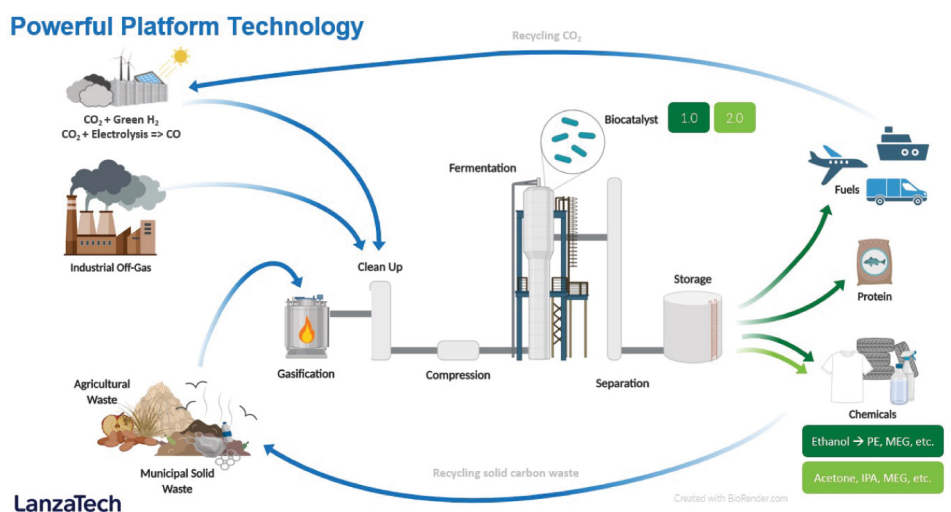 Powerful Platform Technology
Recycling CO₂
CO₂ + Green H₂
CO₂ + Electrolysis => CO
Biocatalyst
1.0
2.0
Fermentation
Fuels
Industrial Off-Gas
Clean Up
Storage
Protein
Gasification
Compression
Separation
Agricultural
Waste
Chemicals
Ethanol → PE, MEG, etc.
Municipal Solid
Waste
Recycling solid carbon waste
Acetone, IPA, MEG, etc.
LanzaTech
Created with BioRender.com